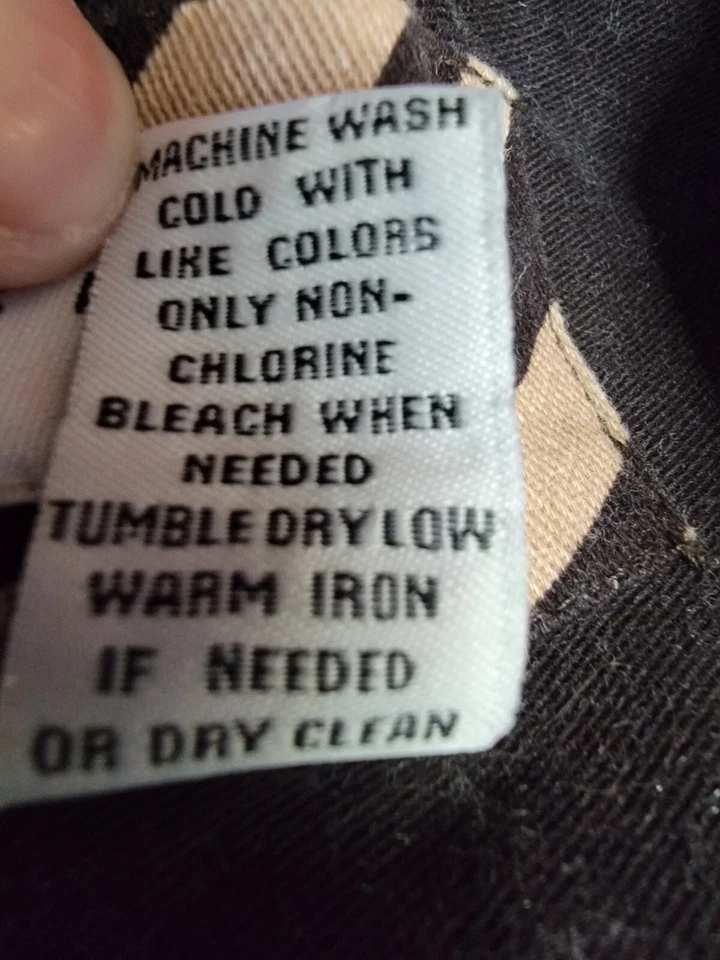 MACHINE WASH
COLD WITH
LIKE COLORS
ONLY NON-
CHLORINE
BLEACH WHEN
NEEDED
TUMBLE DRY LOW
WARM IRON
IF NEEDED
OR DRY CLEAN